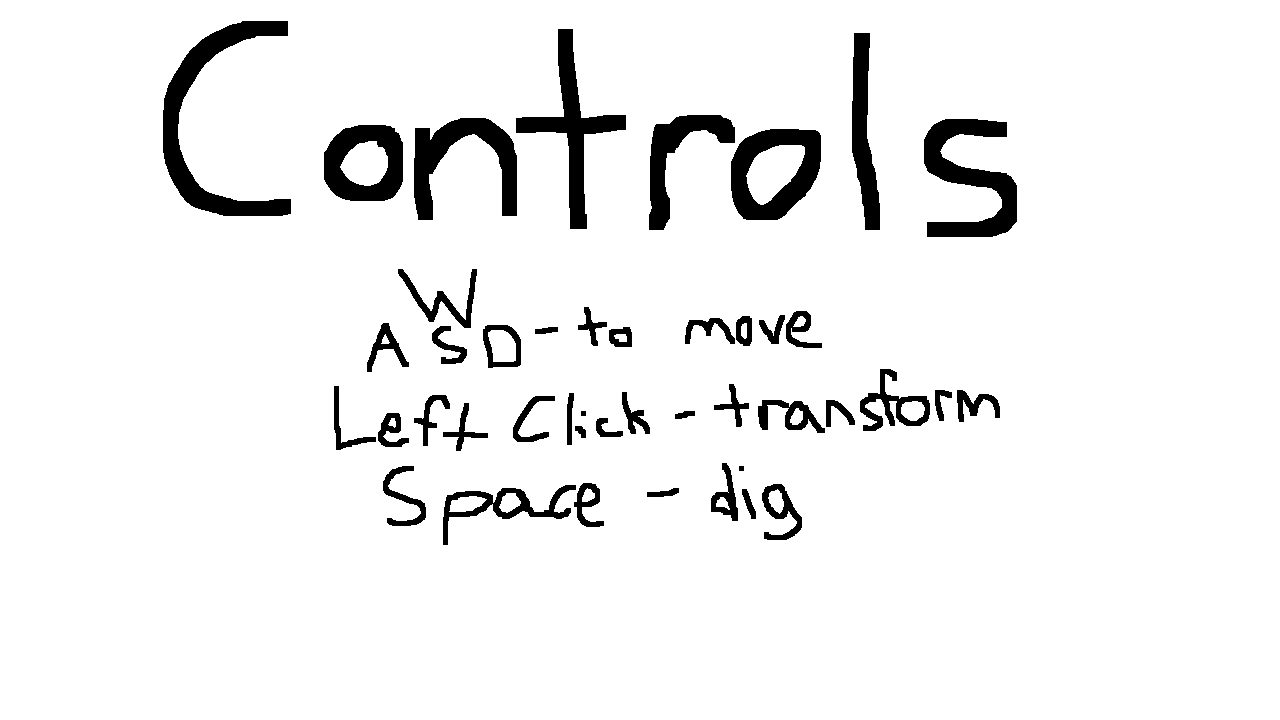 Controls
W
ASD - to move
Left Click - transform
Space - dig